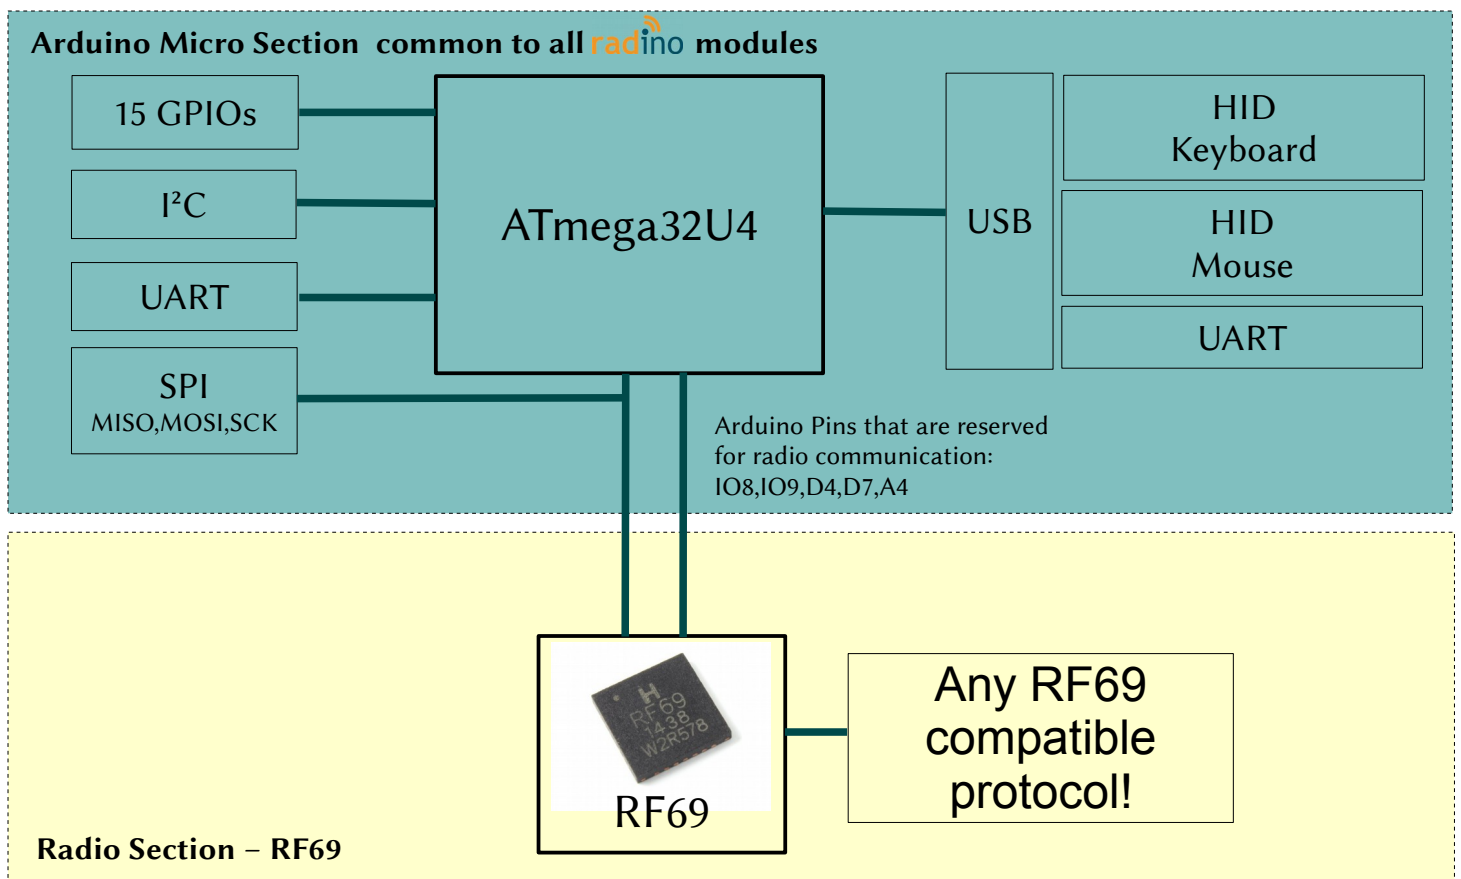 Arduino Micro Section common to all radino modules
15 GPIOs
I²C
UART
SPI
MISO,MOSI,SCK
ATmega32U4
USB
HID
Keyboard
HID
Mouse
UART
Arduino Pins that are reserved
for radio communication:
IO8,IO9,D4,D7,A4
H
RF69
1438
W2R578
RF69
Any RF69
compatible
protocol!
Radio Section – RF69